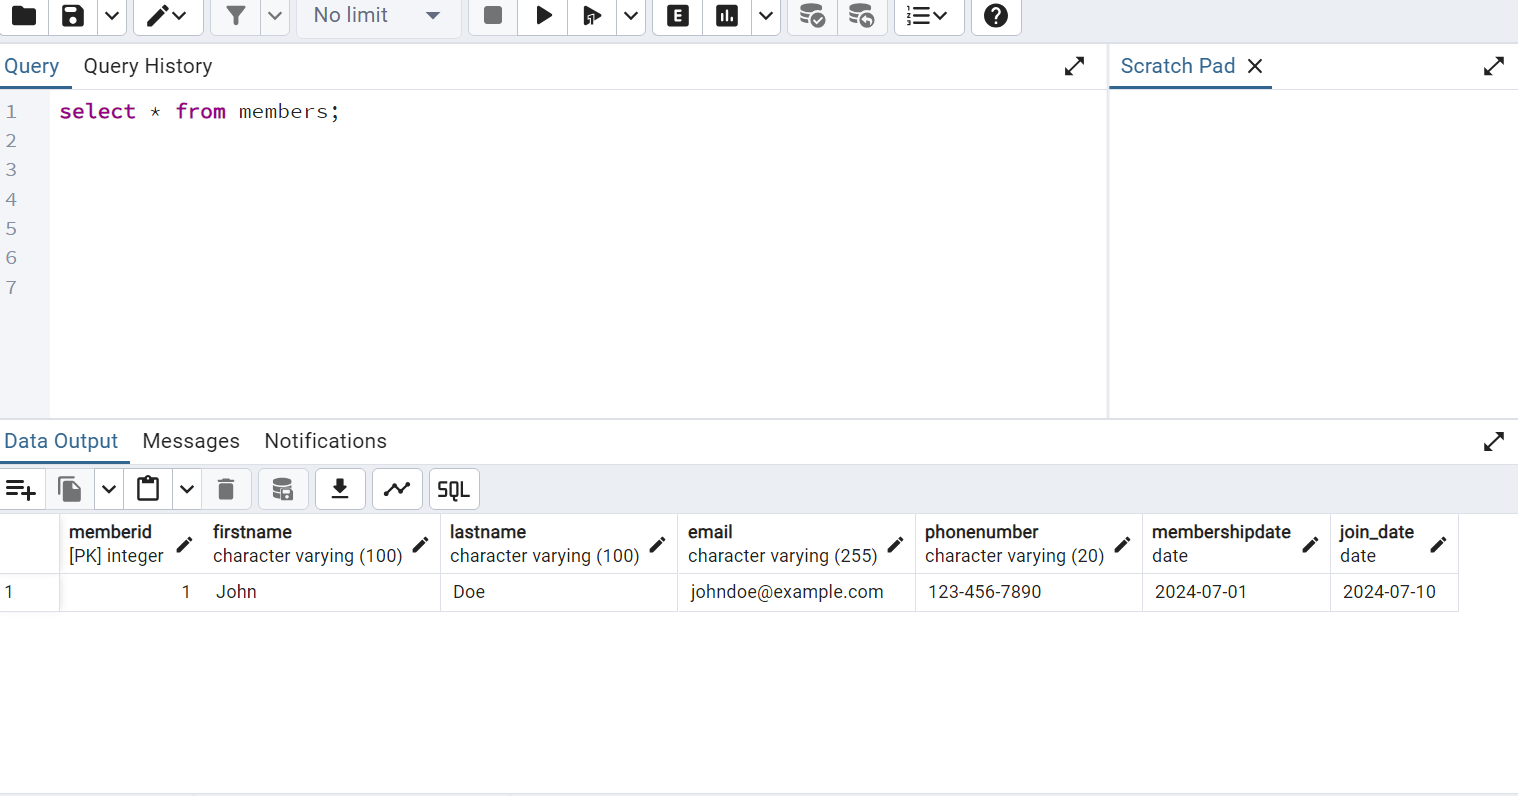 No limit
E
SQL
Query Query History
Scratch Pad
1 select * from members;
2
3
4
5
6
7
Data Output Messages Notifications
SQL
memberid firstname lastname email phonenumber membershipdate join_date
[PK] integer character varying (100) character varying (100) character varying (255) character varying (20) date date
1 1 John Doe johndoe@example.com 123-456-7890 2024-07-01 2024-07-10